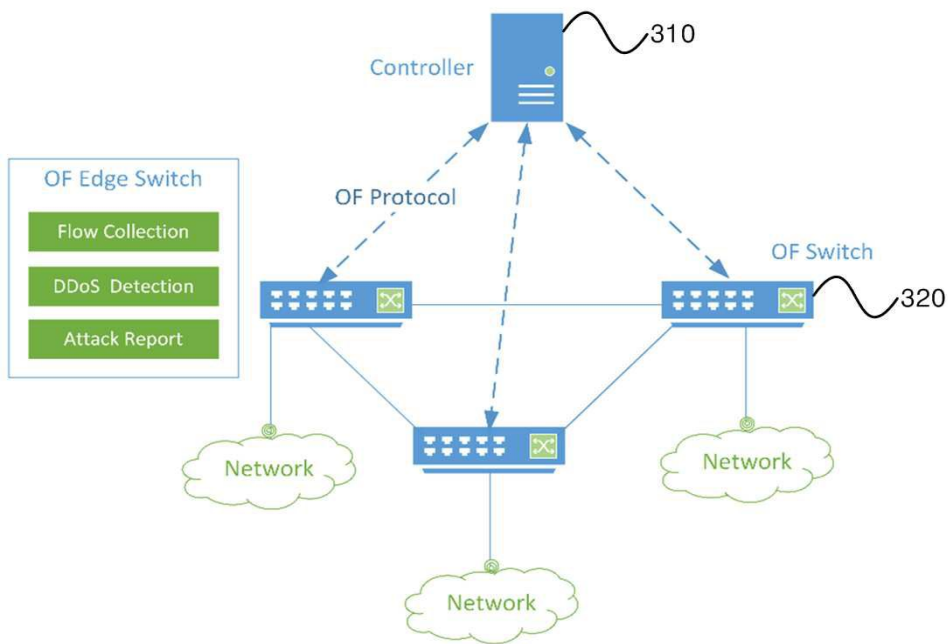 310
Controller
OF Edge Switch
Flow Collection
DDoS Detection
Attack Report
OF Protocol
OF Switch
320
Network
Network
Network